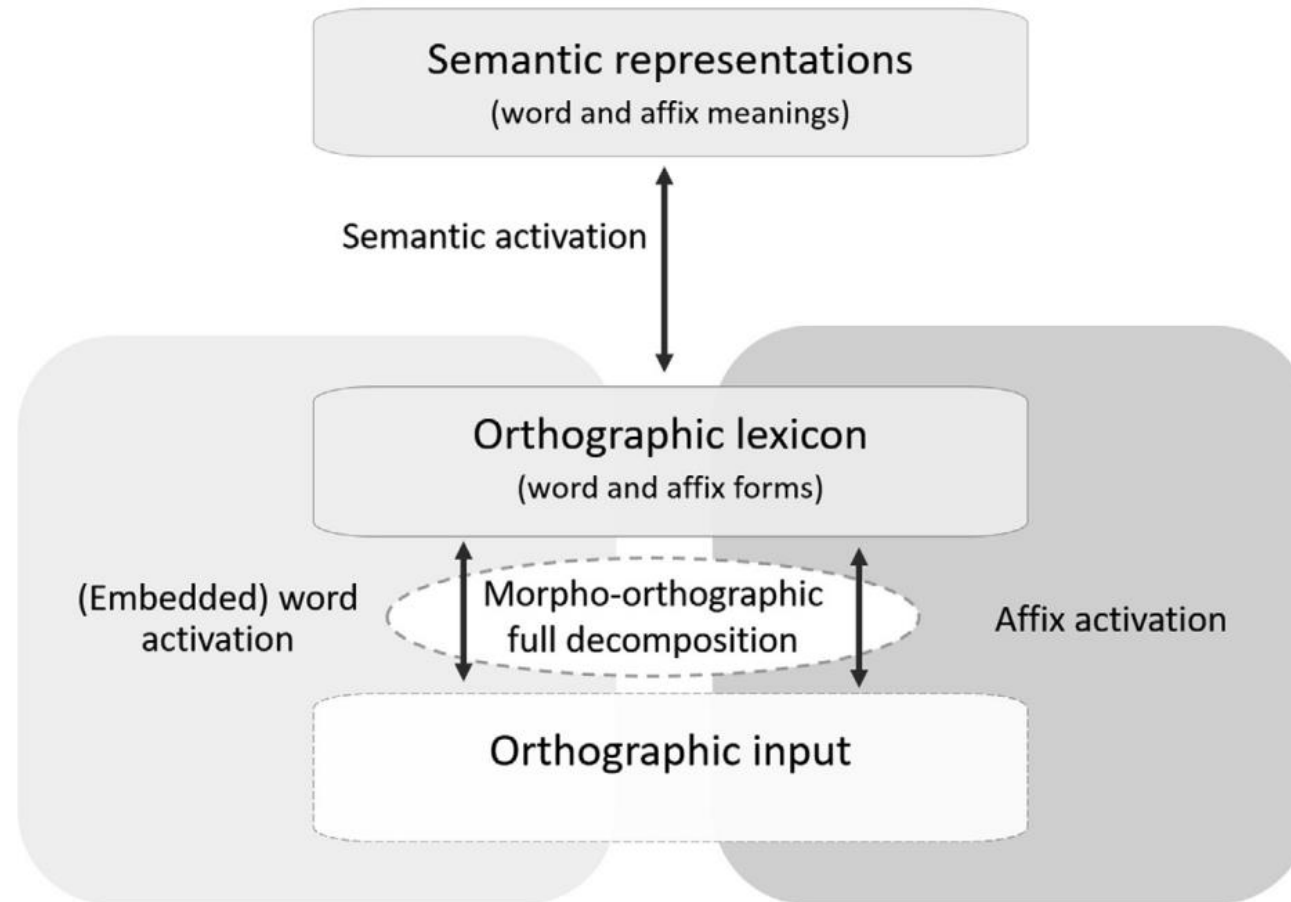 Semantic representations
(word and affix meanings)
Semantic activation
Orthographic lexicon
(word and affix forms)
(Embedded) word
activation
Morpho-orthographic
full decomposition
Affix activation
Orthographic input